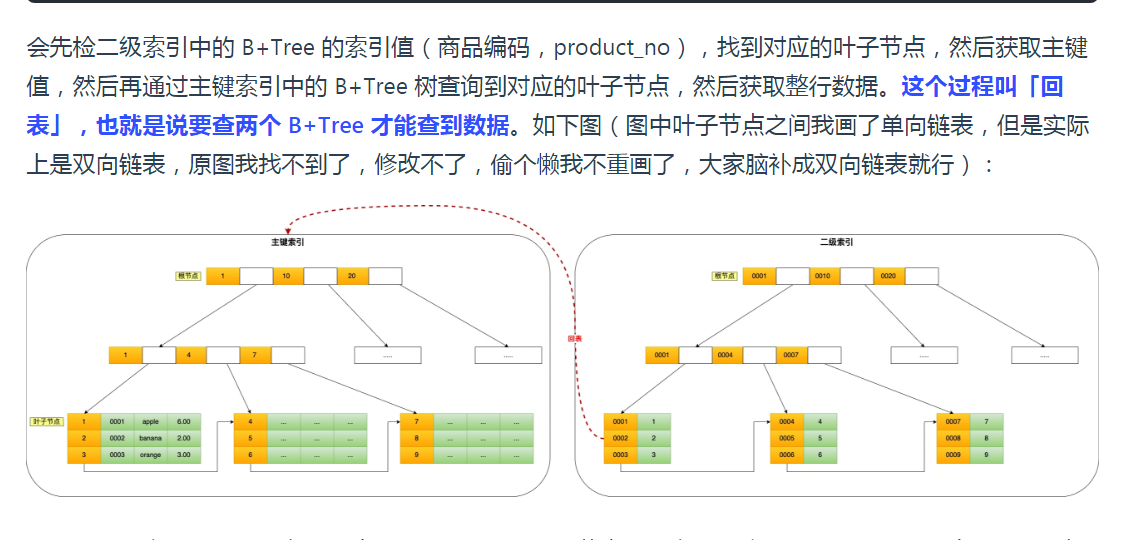 会先检二级索引中的 B+Tree 的索引值（商品编码，product_no），找到对应的叶子节点，然后获取主键
值，然后再通过主键索引中的 B+Tree 树查询到对应的叶子节点，然后获取整行数据。这个过程叫「回
表」，也就是说要查两个 B+Tree 才能查到数据。如下图（图中叶子节点之间我画了单向链表，但是实际
上是双向链表，原图我找不到了，修改不了，偷个懒我不重画了，大家脑补成双向链表就行）：
主键索引
根节点 1 10 20
1 4 7 ..... .....
叶子节点 1 0001 apple 6.00 4 ... ... ... 7 ... ... ...
2 0002 banana 2.00 5 ... ... ... 8 ... ... ...
3 0003 orange 3.00 6 ... ... ... 9 ... ... ...
回表
二级索引
根节点 0001 0010 0020
0001 0004 0007 ..... .....
0001 1 0004 4 0007 7
0002 2 0005 5 0008 8
0003 3 0006 6 0009 9